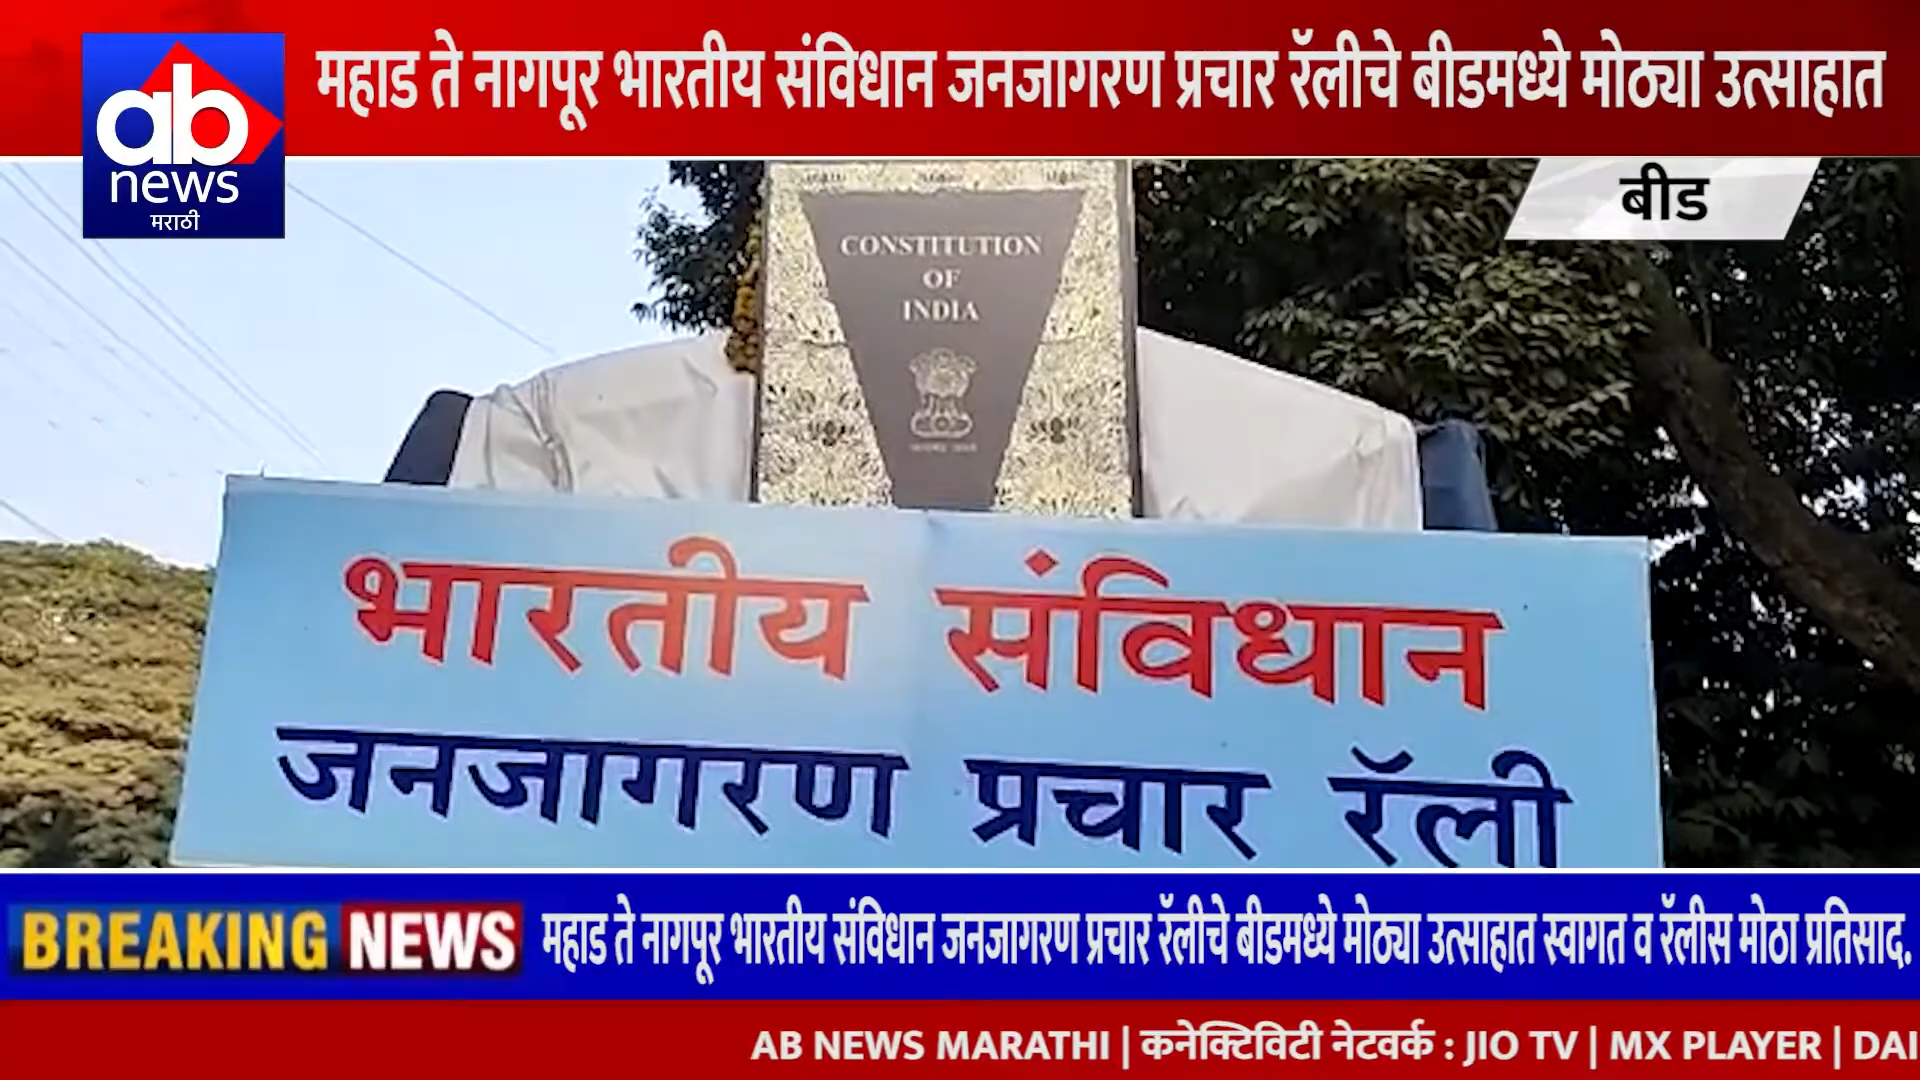 महाड ते नागपूर भारतीय संविधान जनजागरण प्रचार रॅलीचे बीडमध्ये मोठ्या उत्साहात
ab
news
मराठी
बीड
CONSTITUTION
OF
INDIA
भारतीय संविधान
जनजागरण प्रचार रॅली
BREAKING NEWS महाड ते नागपूर भारतीय संविधान जनजागरण प्रचार रॅलीचे बीडमध्ये मोठ्या उत्साहात स्वागत व रॅलीस मोठा प्रतिसाद.
AB NEWS MARATHI | कनेक्टिविटी नेटवर्क : JIO TV | MX PLAYER | DAI